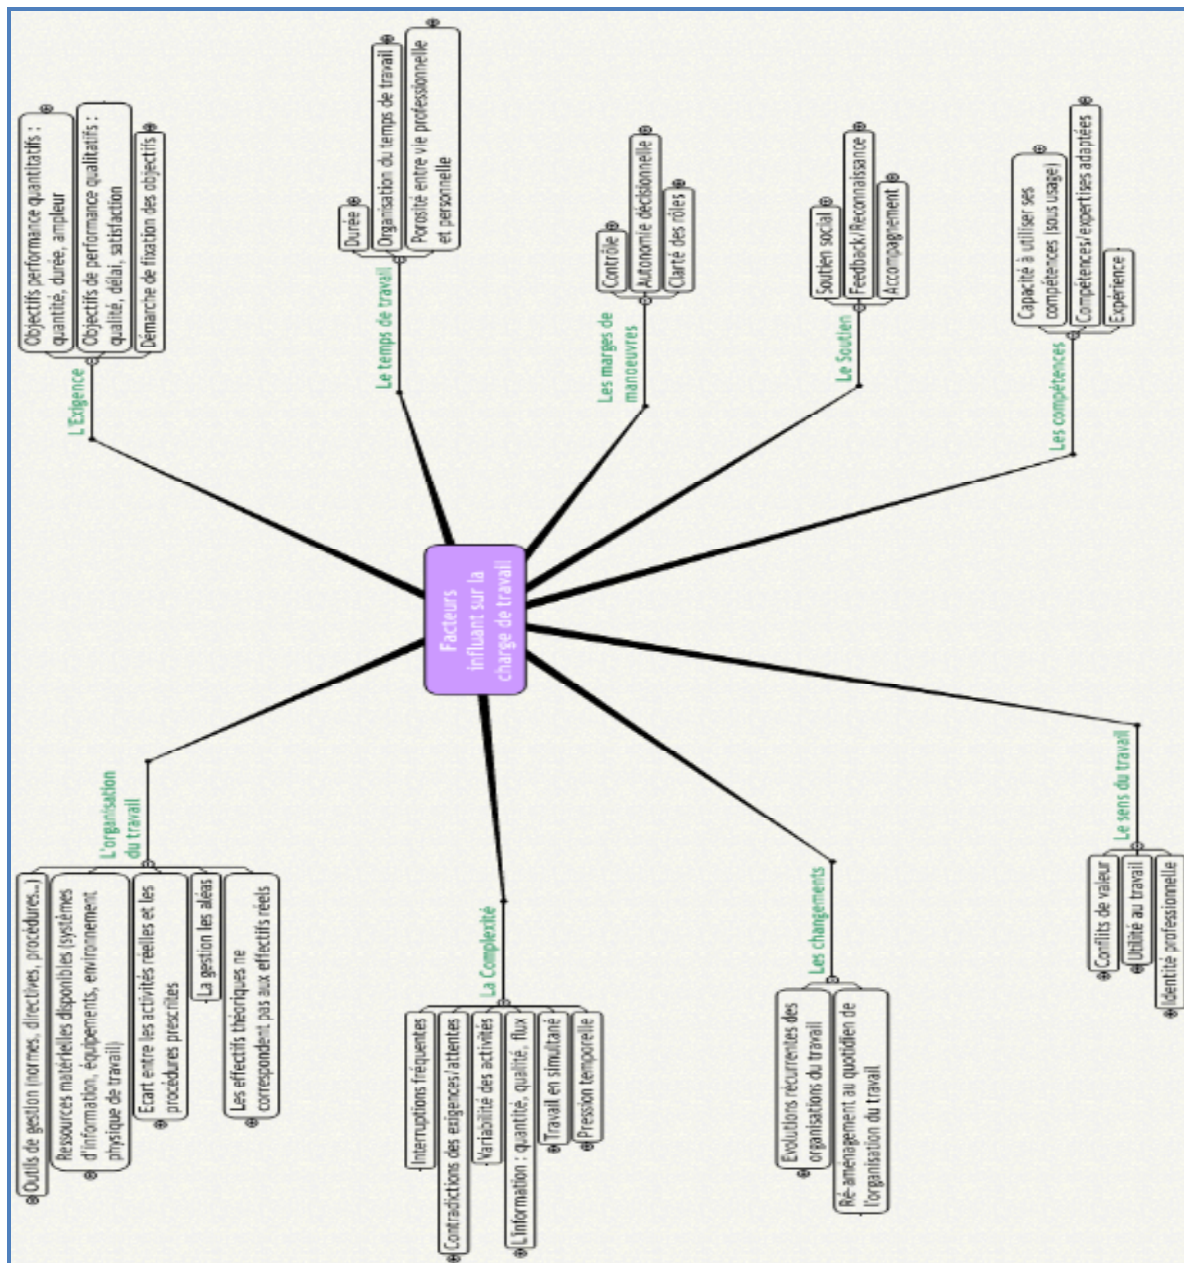 Facteurs
influant sur la
charge de travail
L'Exigence
Objectifs performance quantitatifs :
quantité, durée, ampleur
Objectifs de performance qualitatifs :
qualité, délai, satisfaction
Démarche de fixation des objectifs
Le temps de travail
Durée
Organisation du temps de travail
Porosité entre vie professionnelle
et personnelle
Les marges de
manoeuvres
Contrôle
Autonomie décisionnelle
Clarté des rôles
Le Soutien
Soutien social
Feedback/Reconnaissance
Accompagnement
Les compétences
Capacité à utiliser ses
compétences (sous usage)
Compétences/expertises adaptées
Expérience
L'organisation
du travail
Outils de gestion (normes, directives, procédures...)
Ressources matérielles disponibles (systèmes
d'information, équipements, environnement
physique de travail)
Ecart entre les activités réelles et les
procédures prescrites
La gestion les aléas
Les effectifs théoriques ne
correspondent pas aux effectifs réels
La Complexité
Interruptions fréquentes
Contradictions des exigences/attentes
Variabilité des activités
L'information : quantité, qualité, flux
Travail en simultané
Pression temporelle
Les changements
Evolutions récurrentes des
organisations du travail
Ré-aménagement au quotidien de
l'organisation du travail
Le sens du travail
Conflits de valeur
Utilité au travail
Identité professionnelle